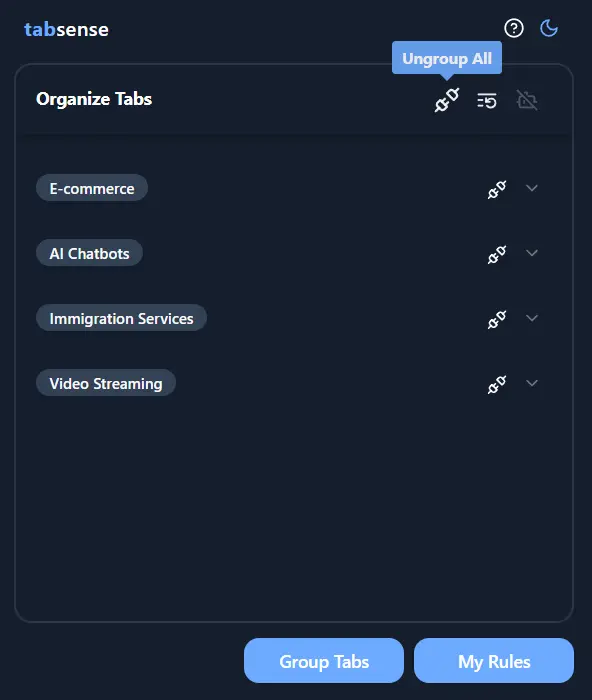 tabsense
Ungroup All
Organize Tabs
E-commerce
AI Chatbots
Immigration Services
Video Streaming
Group Tabs
My Rules